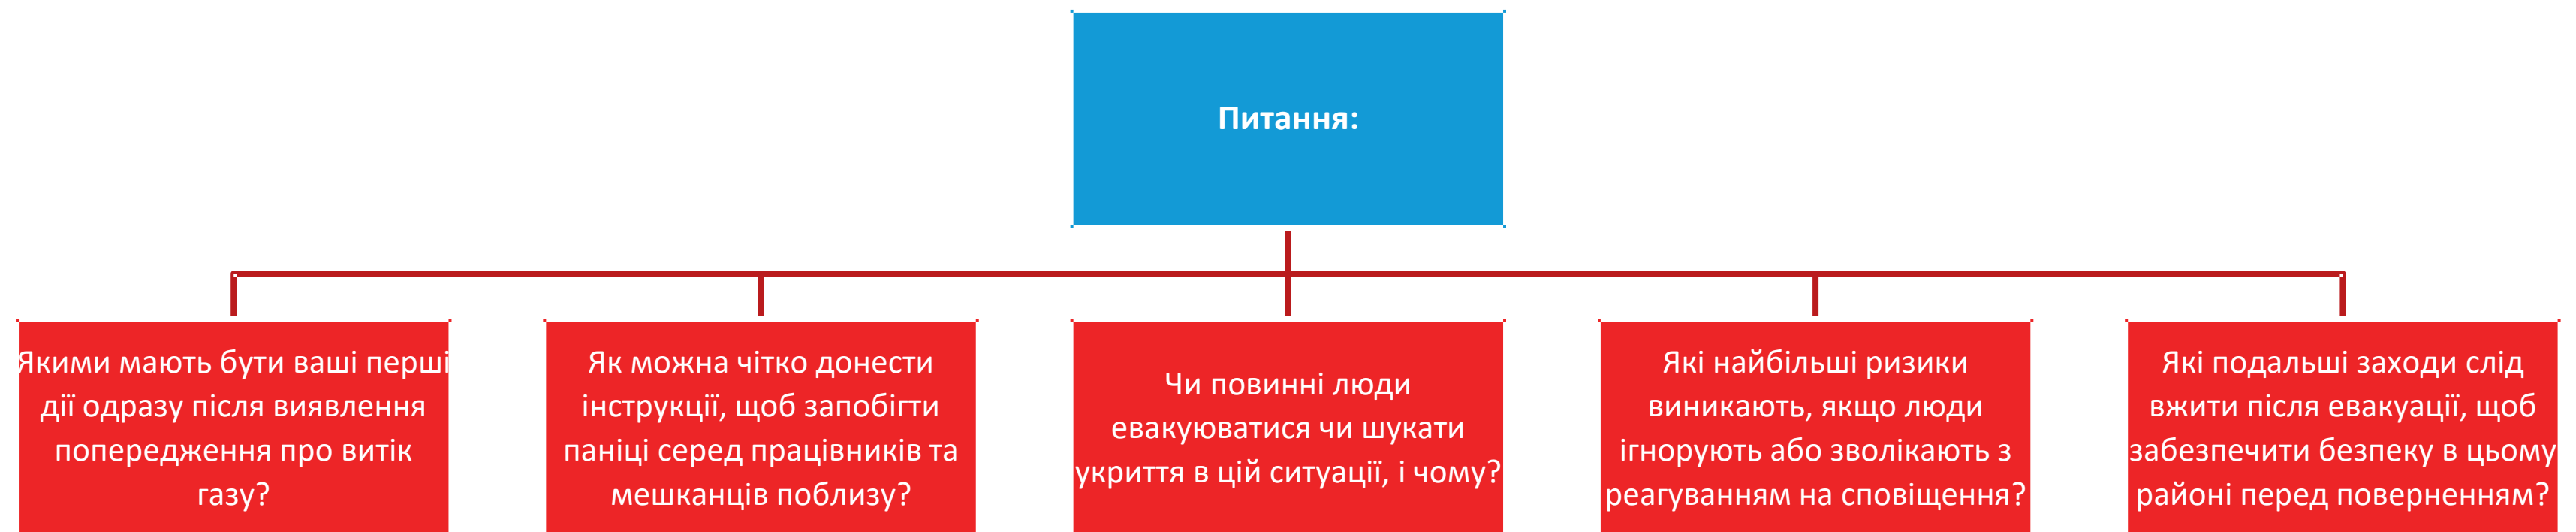 Питання:
Якими мають бути ваші перші
дії одразу після виявлення
попередження про витік
газу?
Як можна чітко донести
інструкції, щоб запобігти
паніці серед працівників та
мешканців поблизу?
Чи повинні люди
евакуюватися чи шукати
укриття в цій ситуації, і чому?
Які найбільші ризики
виникають, якщо люди
ігнорують або зволікають з
реагуванням на сповіщення?
Які подальші заходи слід
вжити після евакуації, щоб
забезпечити безпеку в цьому
районі перед поверненням?